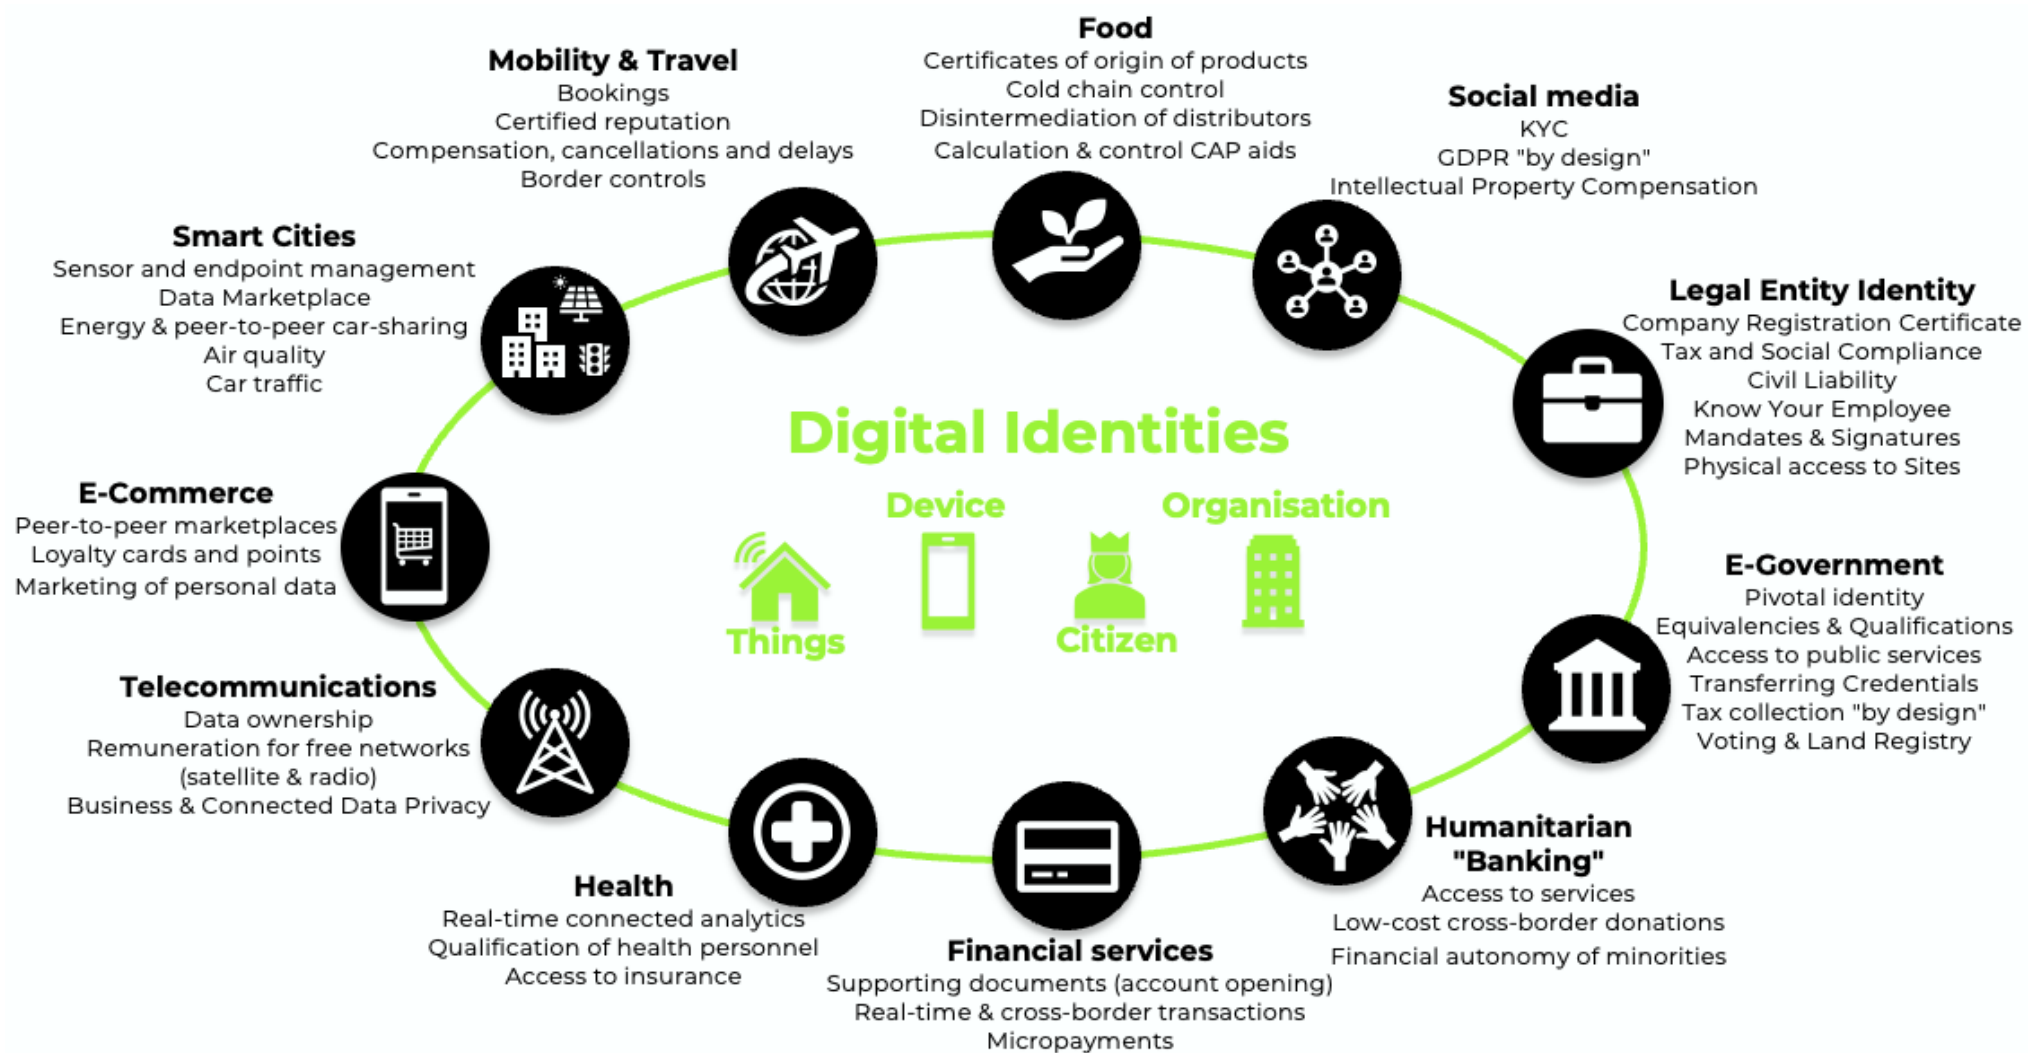 Food
Certificates of origin of products
Cold chain control
Disintermediation of distributors
Calculation & control CAP aids
Mobility & Travel
Bookings
Certified reputation
Compensation, cancellations and delays
Border controls
Social media
KYC
GDPR "by design"
Intellectual Property Compensation
Smart Cities
Sensor and endpoint management
Data Marketplace
Energy & peer-to-peer car-sharing
Air quality
Car traffic
Legal Entity Identity
Company Registration Certificate
Tax and Social Compliance
Civil Liability
Know Your Employee
Mandates & Signatures
Physical access to Sites
Digital Identities
Device
Organisation
Things
Citizen
E-Commerce
Peer-to-peer marketplaces
Loyalty cards and points
Marketing of personal data
E-Government
Pivotal identity
Equivalencies & Qualifications
Access to public services
Transferring Credentials
Tax collection "by design"
Voting & Land Registry
Telecommunications
Data ownership
Remuneration for free networks
(satellite & radio)
Business & Connected Data Privacy
Humanitarian
"Banking"
Access to services
Low-cost cross-border donations
Financial autonomy of minorities
Health
Real-time connected analytics
Qualification of health personnel
Access to insurance
Financial services
Supporting documents (account opening)
Real-time & cross-border transactions
Micropayments